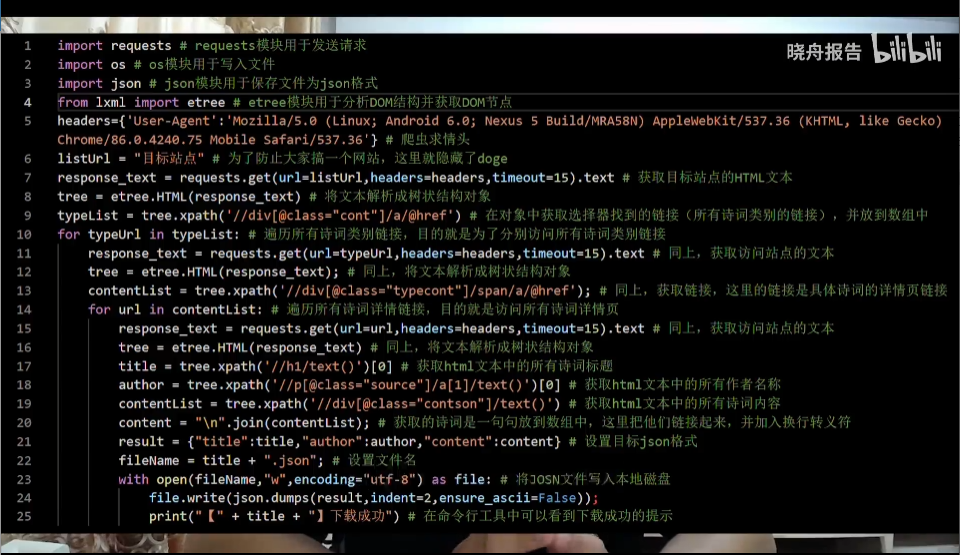 晓舟报告 bilibili
1 import requests # requests模块用于发送请求
2 import os # os模块用于写入文件
3 import json # json模块用于保存文件为json格式
4 from lxml import etree # etree模块用于分析DOM结构并获取DOM节点
5 headers={'User-Agent':'Mozilla/5.0 (Linux; Android 6.0; Nexus 5 Build/MRA58N) AppleWebKit/537.36 (KHTML, like Gecko)
Chrome/86.0.4240.75 Mobile Safari/537.36'} # 爬虫求情头
6 listUrl = "目标站点" # 为了防止大家搞一个网站，这里就隐藏了doge
7 response_text = requests.get(url=listUrl,headers=headers,timeout=15).text # 获取目标站点的HTML文本
8 tree = etree.HTML(response_text) # 将文本解析成树状结构对象
9 typeList = tree.xpath('//div[@class="cont"]/a/@href') # 在对象中获取选择器找到的链接（所有诗词类别的链接），并放到数组中
10 for typeUrl in typeList: # 遍历所有诗词类别链接，目的就是为了分别访问所有诗词类别链接
11 response_text = requests.get(url=typeUrl,headers=headers,timeout=15).text # 同上，获取访问站点的文本
12 tree = etree.HTML(response_text); # 同上，将文本解析成树状结构对象
13 contentList = tree.xpath('//div[@class="typecont"]/span/a/@href'); # 同上，获取链接，这里的链接是具体诗词的详情页链接
14 for url in contentList: # 遍历所有诗词详情链接，目的就是访问所有诗词详情页
15 response_text = requests.get(url=url,headers=headers,timeout=15).text # 同上，获取访问站点的文本
16 tree = etree.HTML(response_text) # 同上，将文本解析成树状结构对象
17 title = tree.xpath('//h1/text()')[0] # 获取html文本中的所有诗词标题
18 author = tree.xpath('//p[@class="source"]/a[1]/text()')[0] # 获取html文本中的所有作者名称
19 contentList = tree.xpath('//div[@class="contson"]/text()') # 获取html文本中的所有诗词内容
20 content = "\n".join(contentList); # 获取的诗词是一句句放到数组中，这里把他们链接起来，并加入换行转义符
21 result = {"title":title,"author":author,"content":content} # 设置目标json格式
22 fileName = title + ".json"; # 设置文件名
23 with open(fileName,"w",encoding="utf-8") as file: # 将JOSN文件写入本地磁盘
24 file.write(json.dumps(result,indent=2,ensure_ascii=False));
25 print("【" + title + "】下载成功") # 在命令行工具中可以看到下载成功的提示